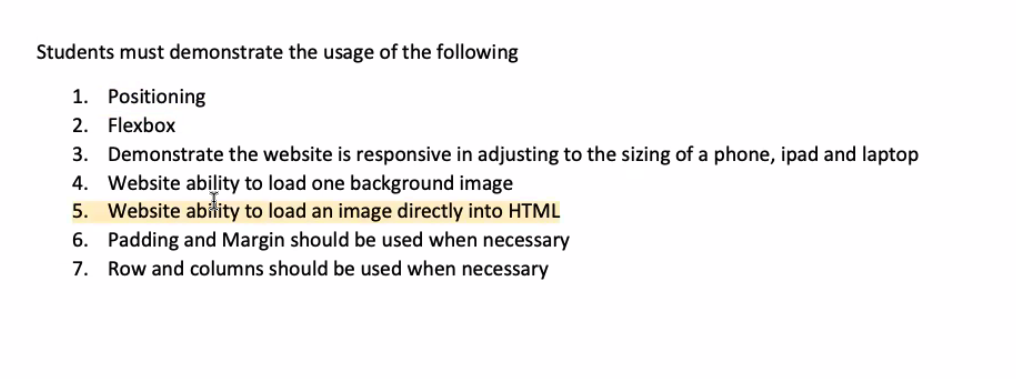 Students must demonstrate the usage of the following
1. Positioning
2. Flexbox
3. Demonstrate the website is responsive in adjusting to the sizing of a phone, ipad and laptop
4. Website ability to load one background image
5. Website ability to load an image directly into HTML
6. Padding and Margin should be used when necessary
7. Row and columns should be used when necessary